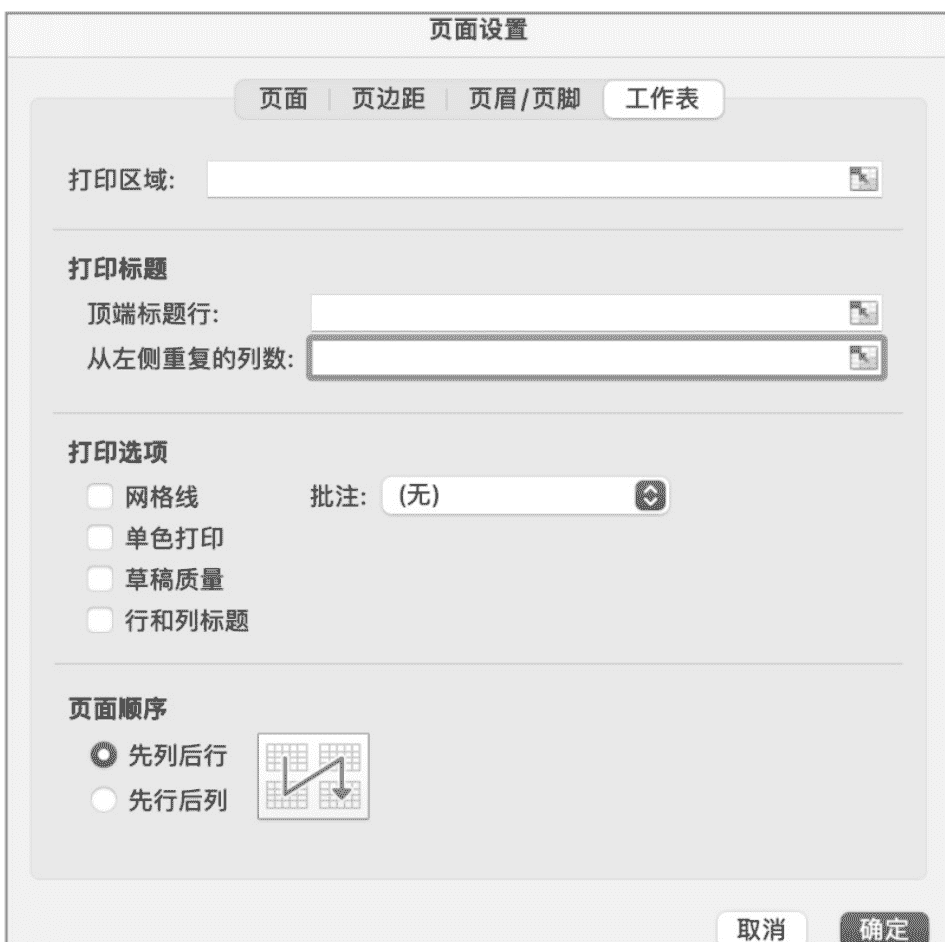 页面设置
页面 页边距 页眉/页脚 工作表
打印区域:
打印标题
顶端标题行:
从左侧重复的列数:
打印选项
网格线 批注: (无)
单色打印
草稿质量
行和列标题
页面顺序
先列后行
先行后列
取消 确定